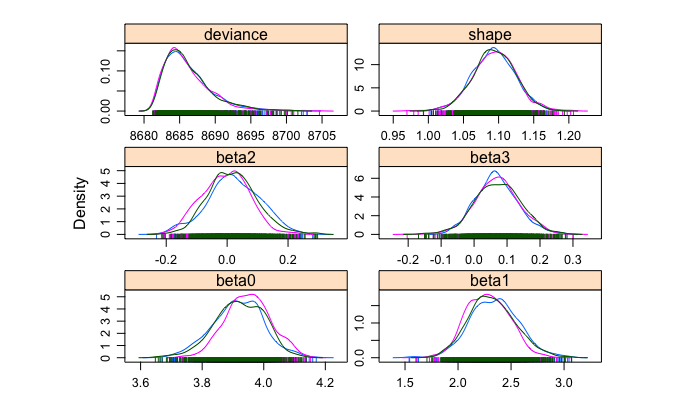 deviance
shape
0.00 0.10
0 5 10
8680 8685 8690 8695 8700 8705
0.95 1.00 1.05 1.10 1.15 1.20
beta2
beta3
0 1 2 3 4 5
0 2 4 6
-0.2 0.0 0.2
-0.2 -0.1 0.0 0.1 0.2 0.3
Density
beta0
beta1
0 1 2 3 4 5
0.0 1.0
3.6 3.8 4.0 4.2
1.5 2.0 2.5 3.0